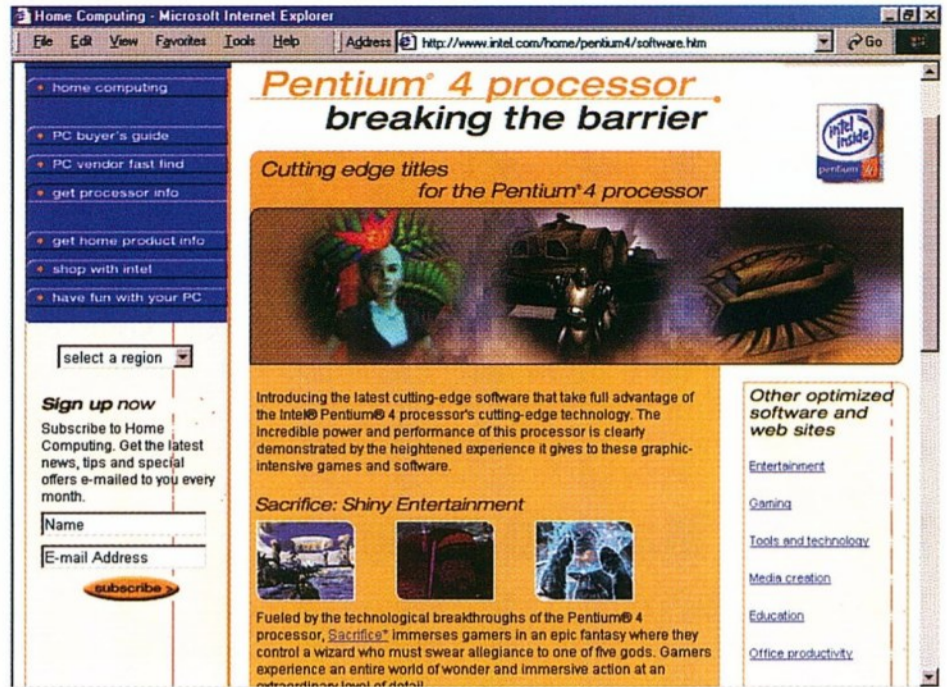 Home Computing - Microsoft Internet Explorer
File Edit View Favorites Tools Help Address http://www.intel.com/home/pentium4/software.htm Go
home computing
PC buyer's guide
PC vendor fast find
get processor info
get home product info
shop with intel
have fun with your PC
select a region
Sign up now
Subscribe to Home
Computing. Get the latest
news, tips and special
offers e-mailed to you every
month.
Name
E-mail Address
subscribe >
Pentium® 4 processor
breaking the barrier
intel
inside
pentium 4
Cutting edge titles
for the Pentium® 4 processor
Introducing the latest cutting-edge software that take full advantage of
the Intel® Pentium® 4 processor's cutting-edge technology. The
incredible power and performance of this processor is clearly
demonstrated by the heightened experience it gives to these graphic-
intensive games and software.
Sacrifice: Shiny Entertainment
Fueled by the technological breakthroughs of the Pentium® 4
processor, Sacrifice* immerses gamers in an epic fantasy where they
control a wizard who must swear allegiance to one of five gods. Gamers
experience an entire world of wonder and immersive action at an
extraordinary level of detail.
Other optimized
software and
web sites
Entertainment
Gaming
Tools and technology
Media creation
Education
Office productivity